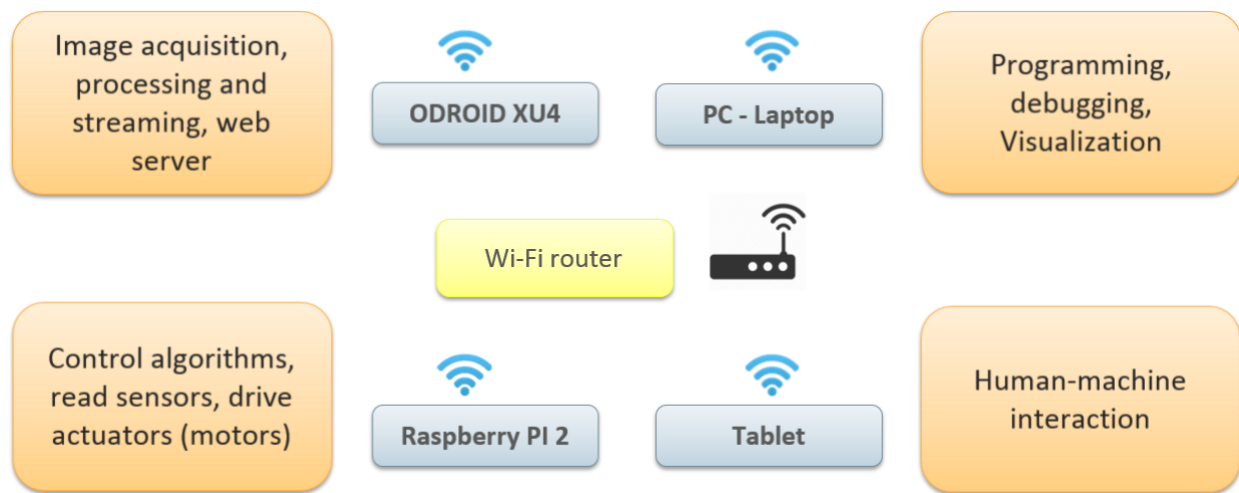 Image acquisition,
processing and
streaming, web
server
ODROID XU4
PC - Laptop
Programming,
debugging,
Visualization
Wi-Fi router
Control algorithms,
read sensors, drive
actuators (motors)
Raspberry PI 2
Tablet
Human-machine
interaction